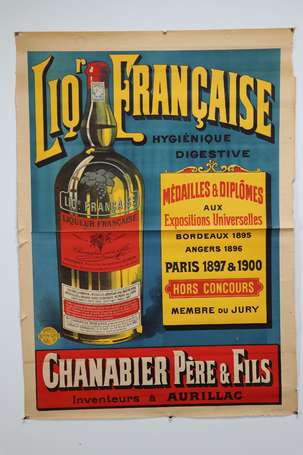 LIQr FRANÇAISE
HYGIÉNIQUE
DIGESTIVE
MÉDAILLES & DIPLÔMES
AUX
Expositions Universelles
BORDEAUX 1895
ANGERS 1896
PARIS 1897 & 1900
HORS CONCOURS
MEMBRE DU JURY
LIQr FRANÇAISE
LIQUEUR FRANÇAISE
CHANABIER PÈRE & FILS
Inventeurs à AURILLAC